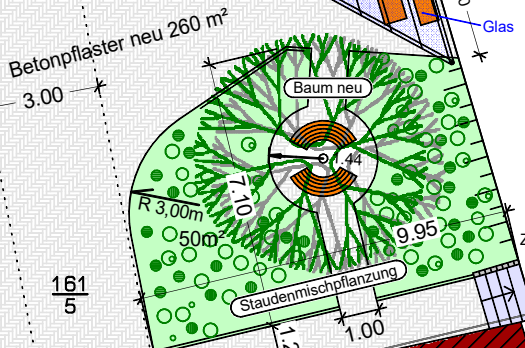 Betonpflaster neu 260 m²
Glas
3.00
Baum neu
1.44
7.10
R 3,00m
50m²
9.95
161
5
Staudenmischpflanzung
1.00